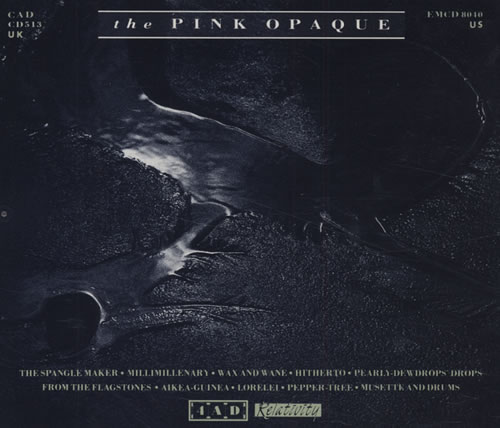 CAD
CD513
UK
the PINK OPAQUE
EMCD 8040
US
THE SPANGLE MAKER • MILLIMILLENARY • WAX AND WANE • HITHERTO • PEARLY-DEWDROPS' DROPS
FROM THE FLAGSTONES • AIKEA-GUINEA • LORELEI • PEPPER-TREE • MUSETTE AND DRUMS
4AD
Relativity